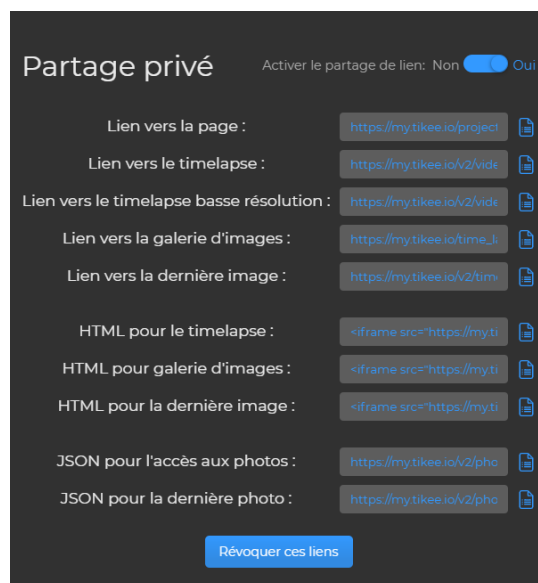 Partage privé Activer le partage de lien: Non Oui
Lien vers la page : https://my.tikee.io/project
Lien vers le timelapse : https://my.tikee.io/v2/vide
Lien vers le timelapse basse résolution : https://my.tikee.io/v2/vide
Lien vers la galerie d'images : https://my.tikee.io/time_la
Lien vers la dernière image : https://my.tikee.io/v2/time
HTML pour le timelapse : <iframe src="https://my.ti
HTML pour galerie d'images : <iframe src="https://my.ti
HTML pour la dernière image : <iframe src="https://my.ti
JSON pour l'accès aux photos : https://my.tikee.io/v2/pho
JSON pour la dernière photo : https://my.tikee.io/v2/pho
Révoquer ces liens